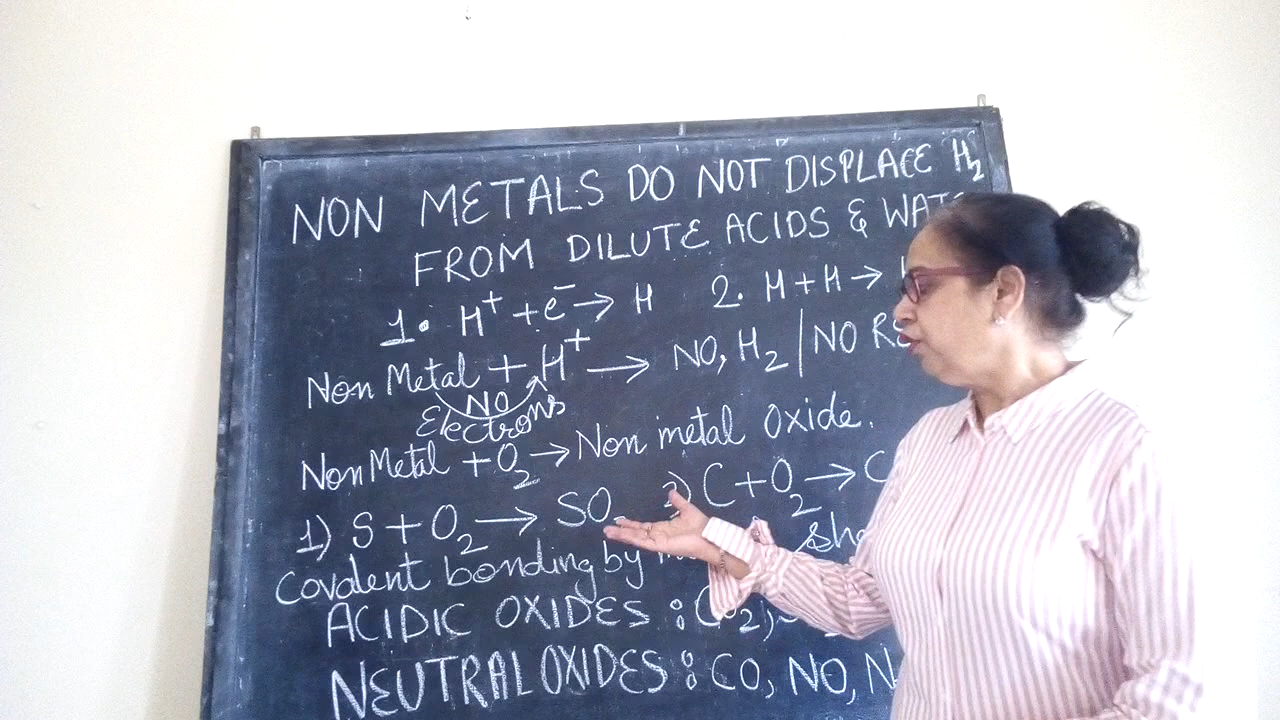 NON METALS DO NOT DISPLACE H₂
FROM DILUTE ACIDS &
1. H⁺ + e⁻ → H 2. H + H →
Non Metal + H⁺ → NO, H₂ / NO
NO
Electrons
Non Metal + O₂ → Non metal oxide.
1) S + O₂ → SO 2) C + O₂ → C
Covalent bonding by
ACIDIC OXIDES :
NEUTRAL OXIDES : CO, NO,